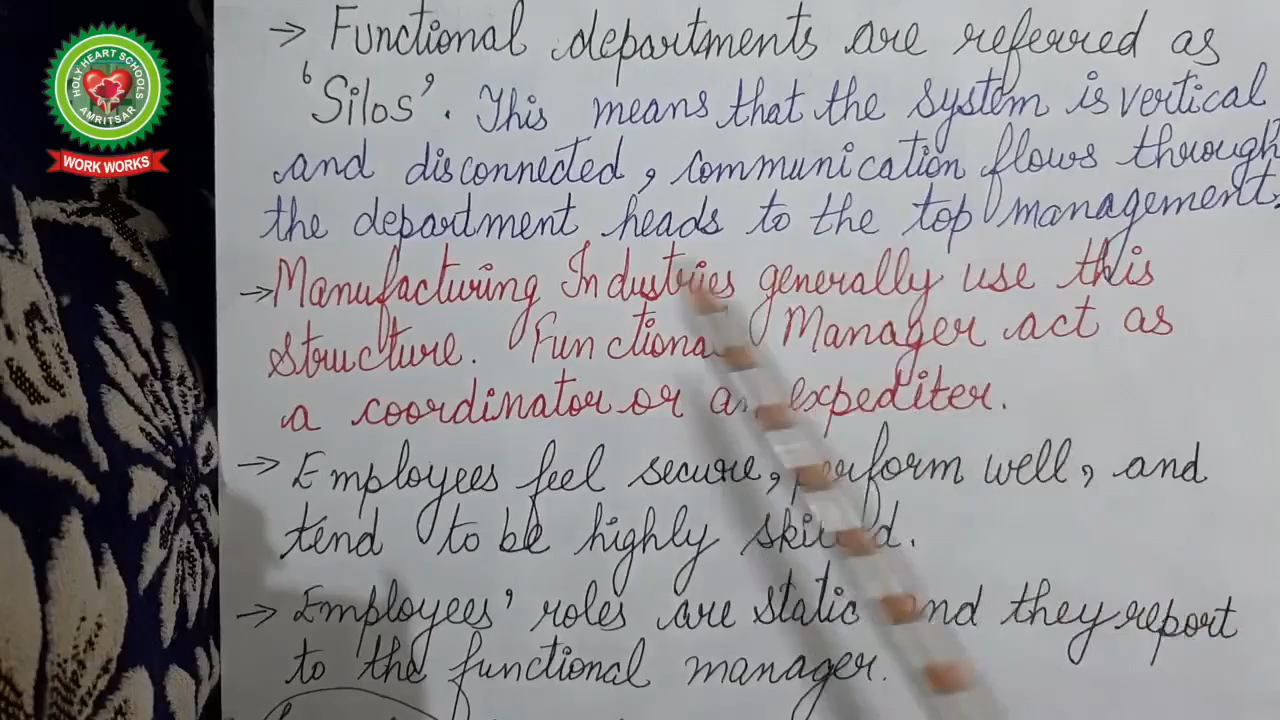 HOLY HEART SCHOOLS
AMRITSAR
WORK WORKS
→ Functional departments are referred as
'Silos'. This means that the system is vertical
and disconnected, communication flows through
the department heads to the top management.
→ Manufacturing Industries generally use this
structure. Functional Manager act as
a coordinator or an expediter.
→ Employees feel secure, perform well, and
tend to be highly skilled.
→ Employees' roles are static and they report
to the functional manager.